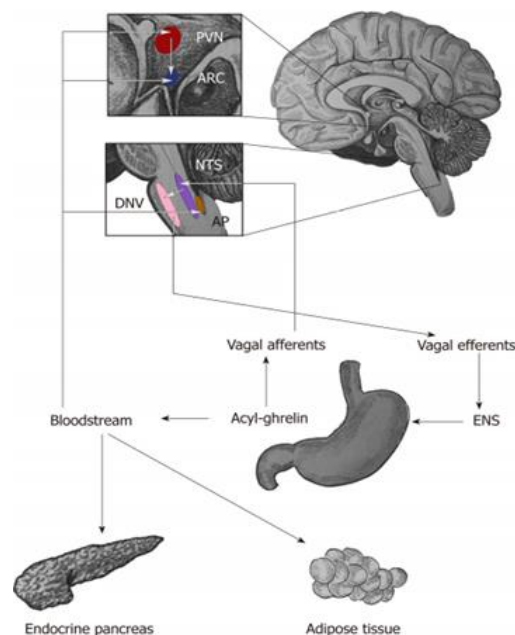 PVN
ARC
NTS
DNV
AP
Vagal afferents
Vagal efferents
Bloodstream
Acyl-ghrelin
ENS
Endocrine pancreas
Adipose tissue